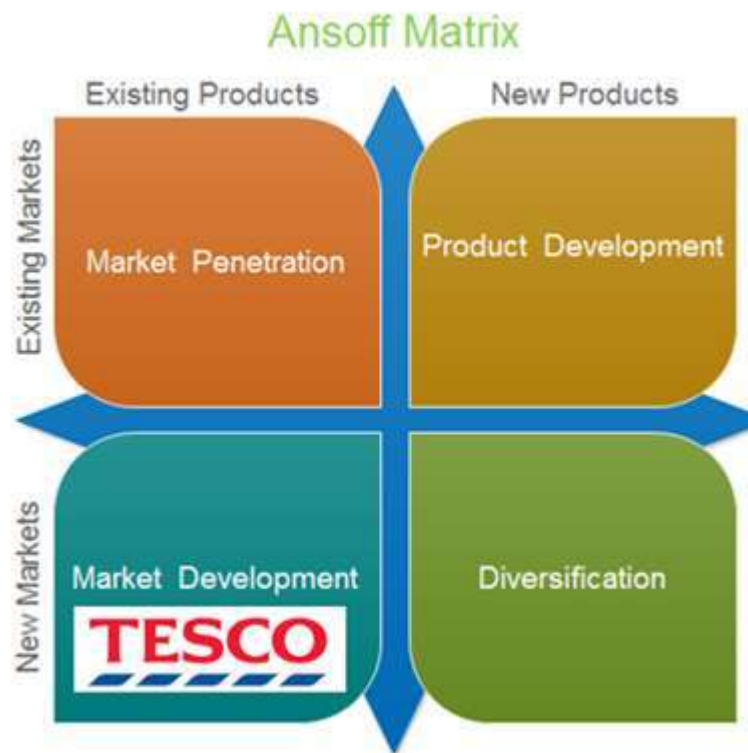 Ansoff Matrix
Existing Products
New Products
Existing Markets
Market Penetration
Product Development
New Markets
Market Development
TESCO
Diversification